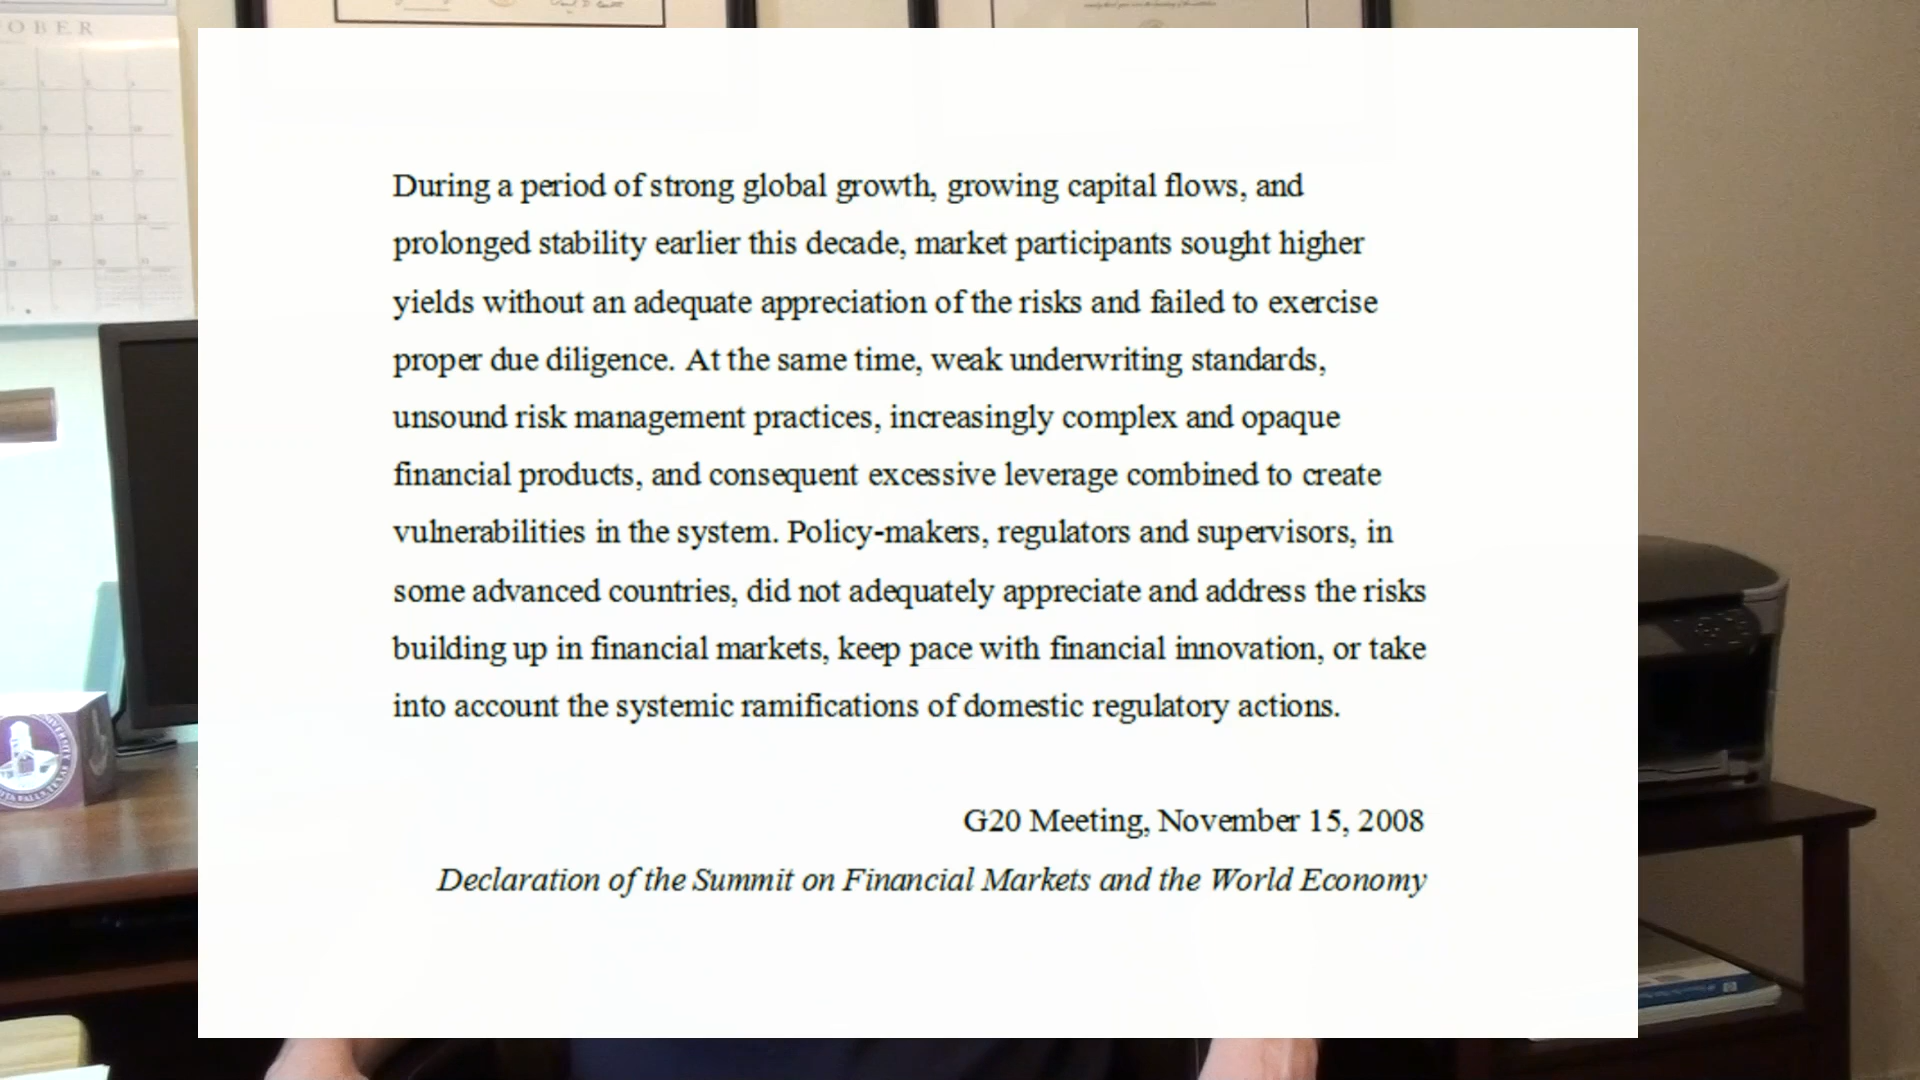 OBER
During a period of strong global growth, growing capital flows, and
prolonged stability earlier this decade, market participants sought higher
yields without an adequate appreciation of the risks and failed to exercise
proper due diligence. At the same time, weak underwriting standards,
unsound risk management practices, increasingly complex and opaque
financial products, and consequent excessive leverage combined to create
vulnerabilities in the system. Policy-makers, regulators and supervisors, in
some advanced countries, did not adequately appreciate and address the risks
building up in financial markets, keep pace with financial innovation, or take
into account the systemic ramifications of domestic regulatory actions.
G20 Meeting, November 15, 2008
Declaration of the Summit on Financial Markets and the World Economy